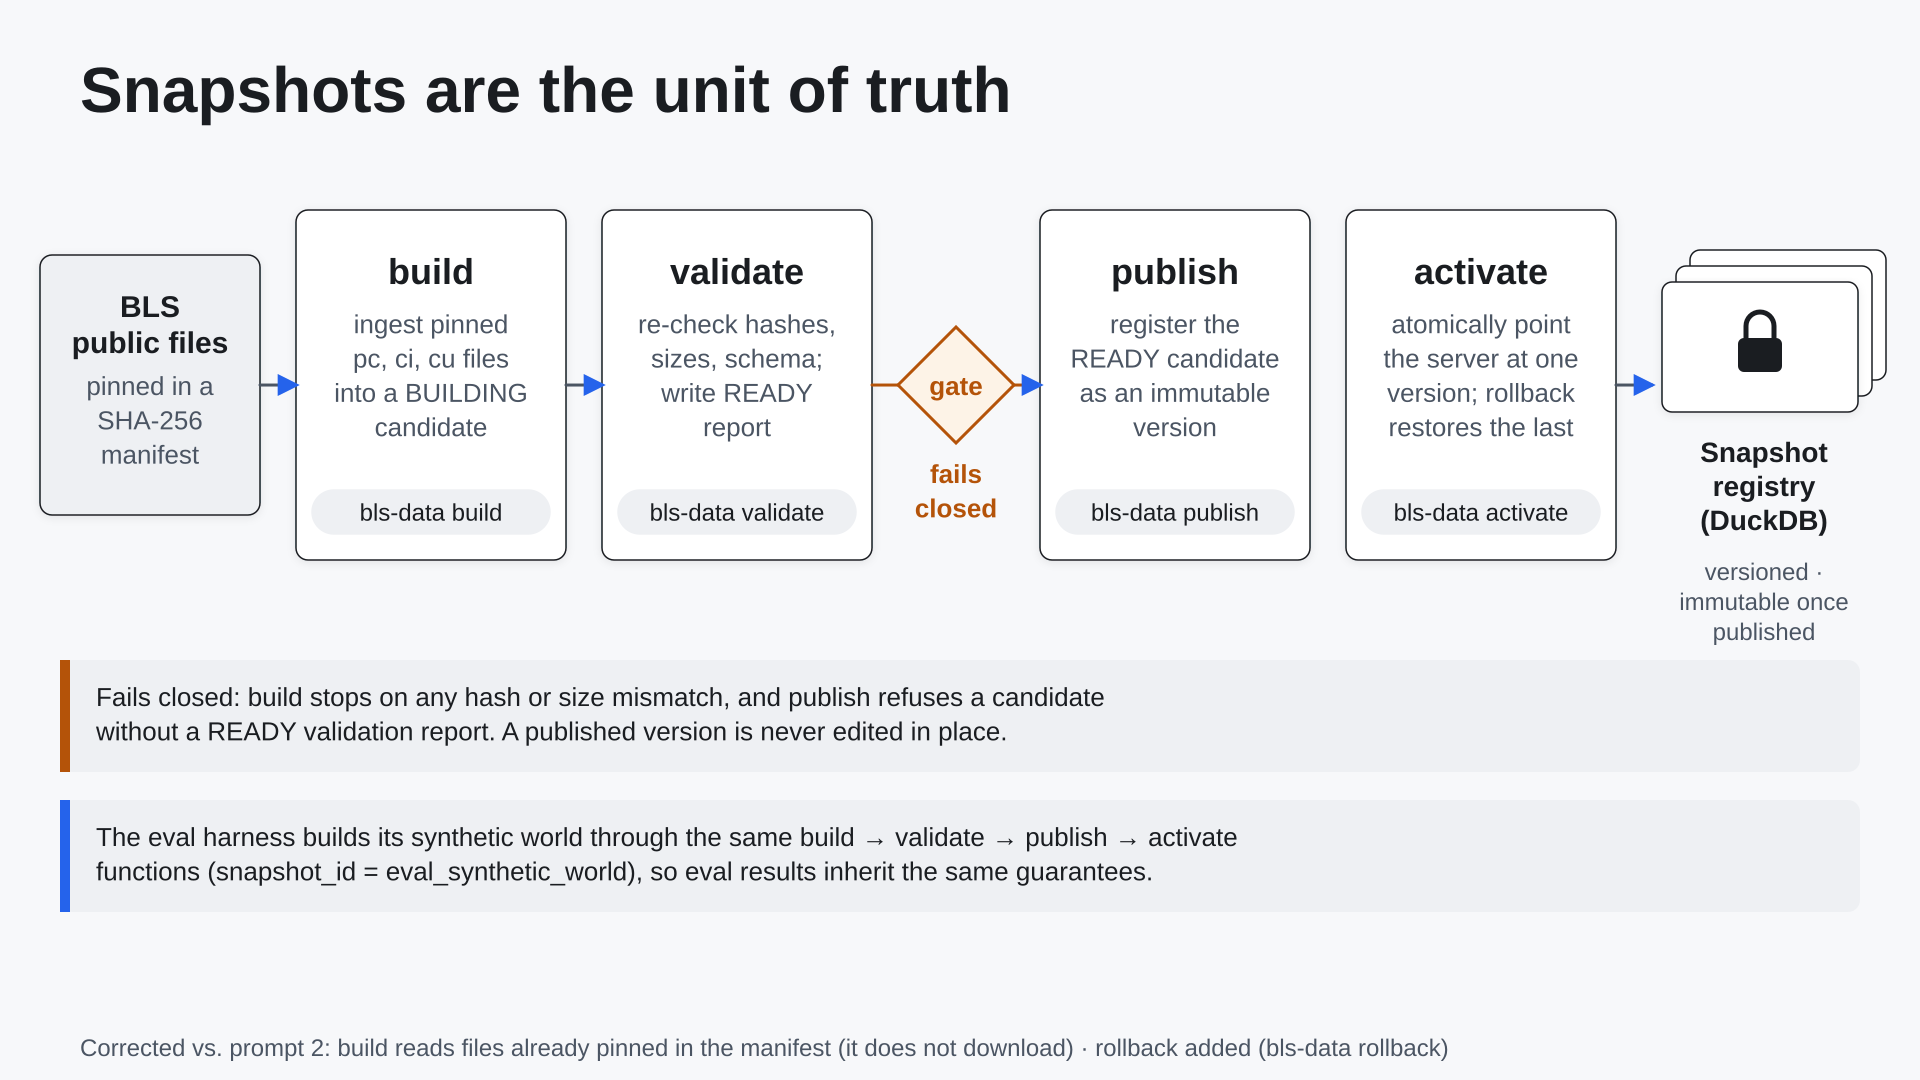 Snapshots are the unit of truth
BLS
public files
pinned in a
SHA-256
manifest
build
ingest pinned
pc, ci, cu files
into a BUILDING
candidate
bls-data build
validate
re-check hashes,
sizes, schema;
write READY
report
bls-data validate
gate
fails
closed
publish
register the
READY candidate
as an immutable
version
bls-data publish
activate
atomically point
the server at one
version; rollback
restores the last
bls-data activate
Snapshot
registry
(DuckDB)
versioned ·
immutable once
published
Fails closed: build stops on any hash or size mismatch, and publish refuses a candidate
without a READY validation report. A published version is never edited in place.
The eval harness builds its synthetic world through the same build → validate → publish → activate
functions (snapshot_id = eval_synthetic_world), so eval results inherit the same guarantees.
Corrected vs. prompt 2: build reads files already pinned in the manifest (it does not download) · rollback added (bls-data rollback)